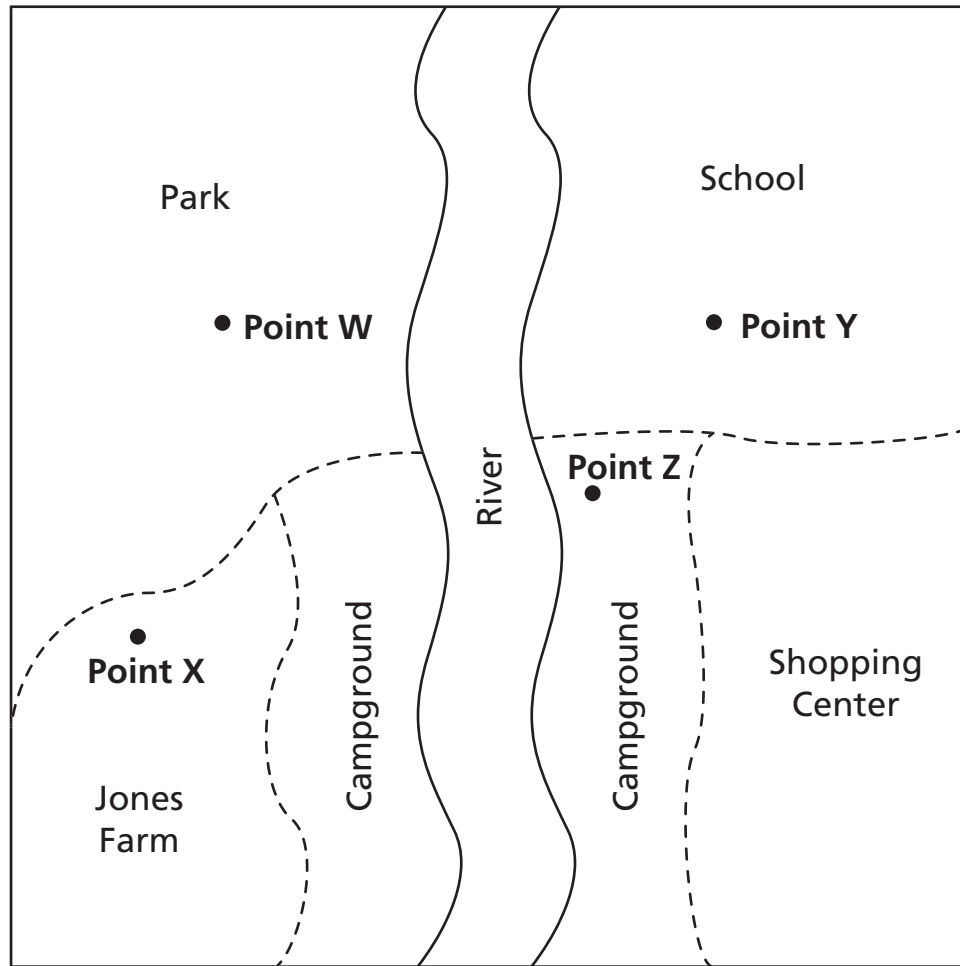 School
Park
Point W
Point Y
Point Z
River
Point X
Campground
Campground
Shopping
Center
Jones
Farm